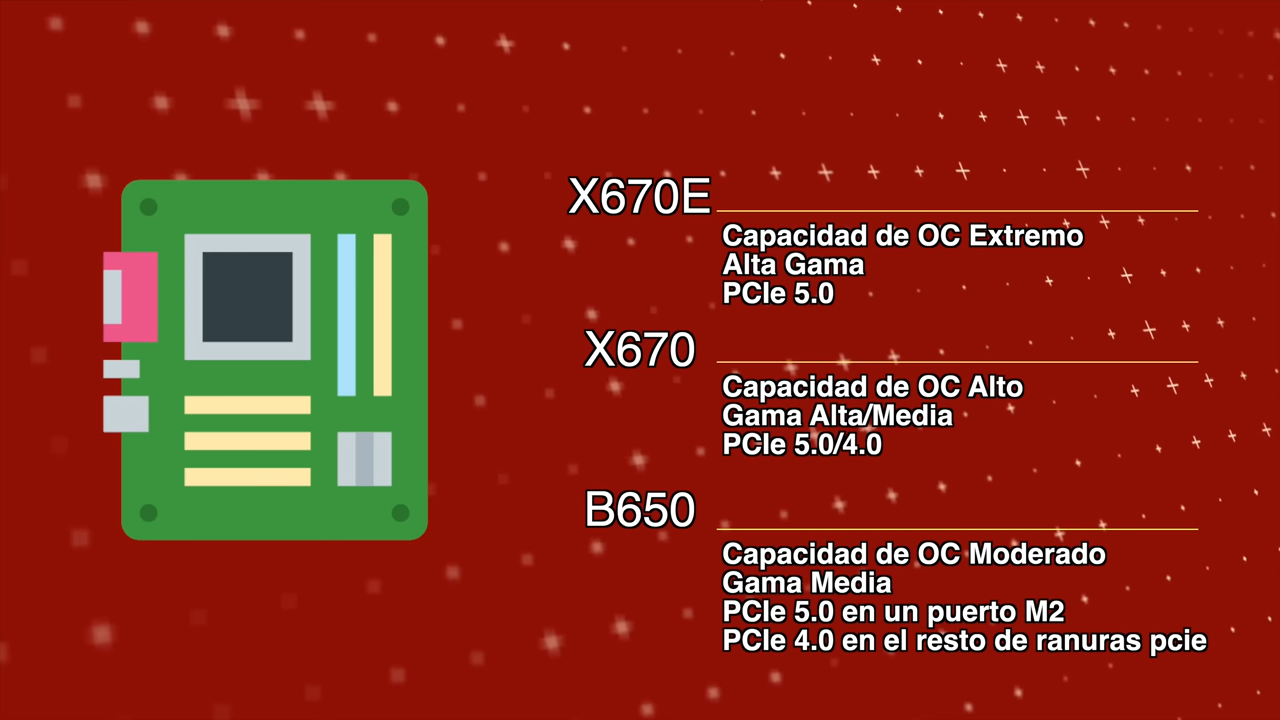 X670E
Capacidad de OC Extremo
Alta Gama
PCIe 5.0
X670
Capacidad de OC Alto
Gama Alta/Media
PCIe 5.0/4.0
B650
Capacidad de OC Moderado
Gama Media
PCIe 5.0 en un puerto M2
PCIe 4.0 en el resto de ranuras pcie